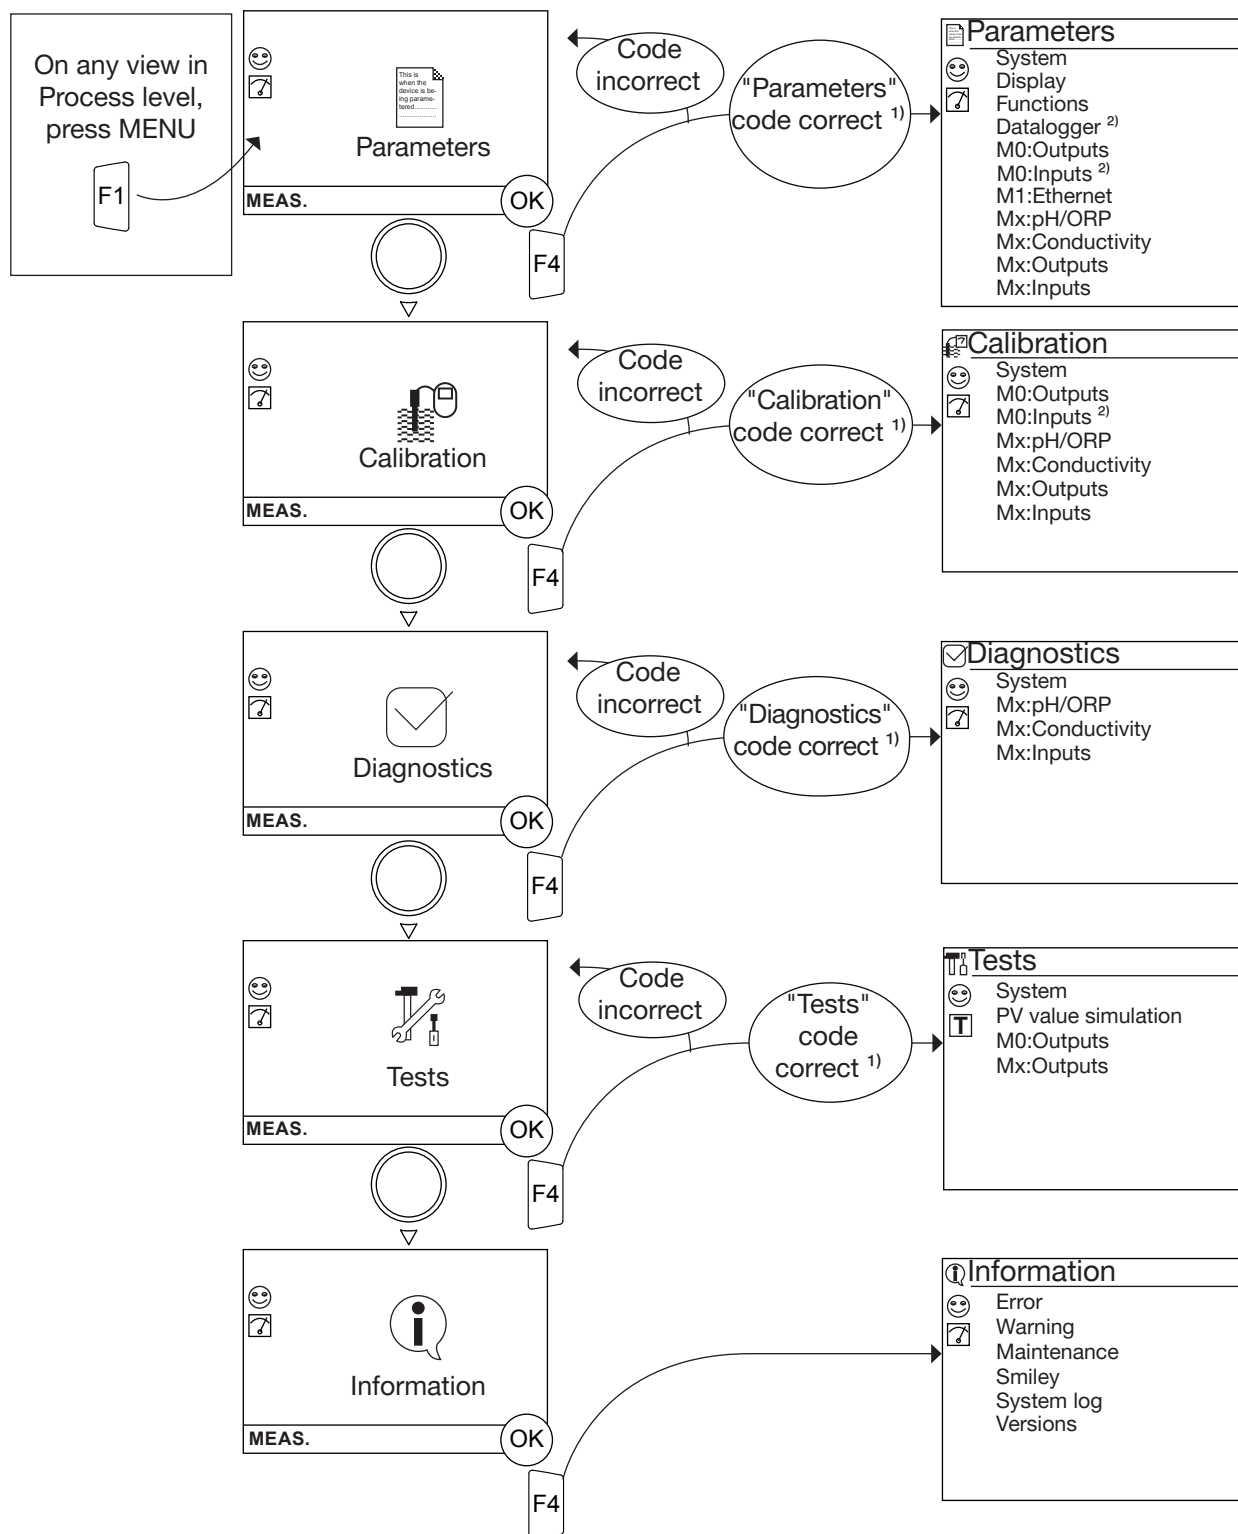 On any view in
Process level,
press MENU
F1
This is
when the
device is be-
ing parame-
tered............
Parameters
MEAS.
OK
F4
Code
incorrect
"Parameters"
code correct 1)
Parameters
System
Display
Functions
Datalogger 2)
M0:Outputs
M0:Inputs 2)
M1:Ethernet
Mx:pH/ORP
Mx:Conductivity
Mx:Outputs
Mx:Inputs
Calibration
MEAS.
OK
F4
Code
incorrect
"Calibration"
code correct 1)
Calibration
System
M0:Outputs
M0:Inputs 2)
Mx:pH/ORP
Mx:Conductivity
Mx:Outputs
Mx:Inputs
Diagnostics
MEAS.
OK
F4
Code
incorrect
"Diagnostics"
code correct 1)
Diagnostics
System
Mx:pH/ORP
Mx:Conductivity
Mx:Inputs
Tests
MEAS.
OK
F4
Code
incorrect
"Tests"
code
correct 1)
Tests
T
System
PV value simulation
M0:Outputs
Mx:Outputs
Information
MEAS.
OK
F4
Information
Error
Warning
Maintenance
Smiley
System log
Versions